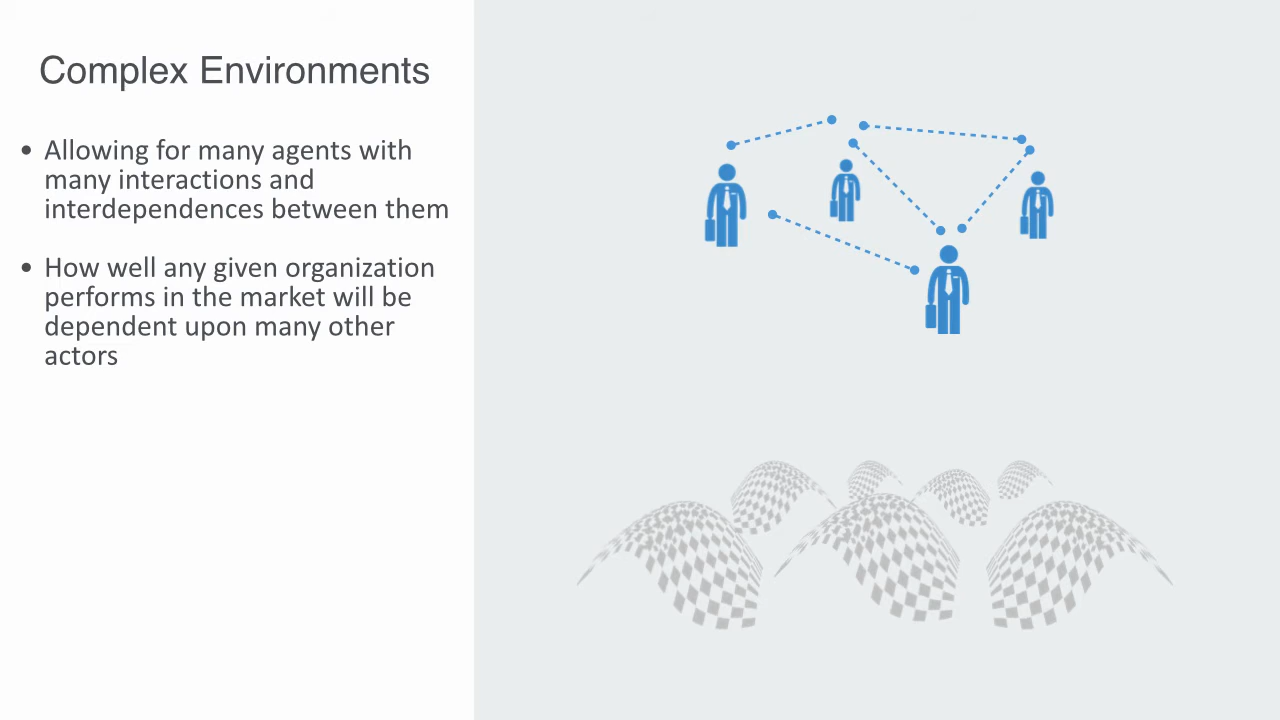 Complex Environments
• Allowing for many agents with
many interactions and
interdependences between them
• How well any given organization
performs in the market will be
dependent upon many other
actors